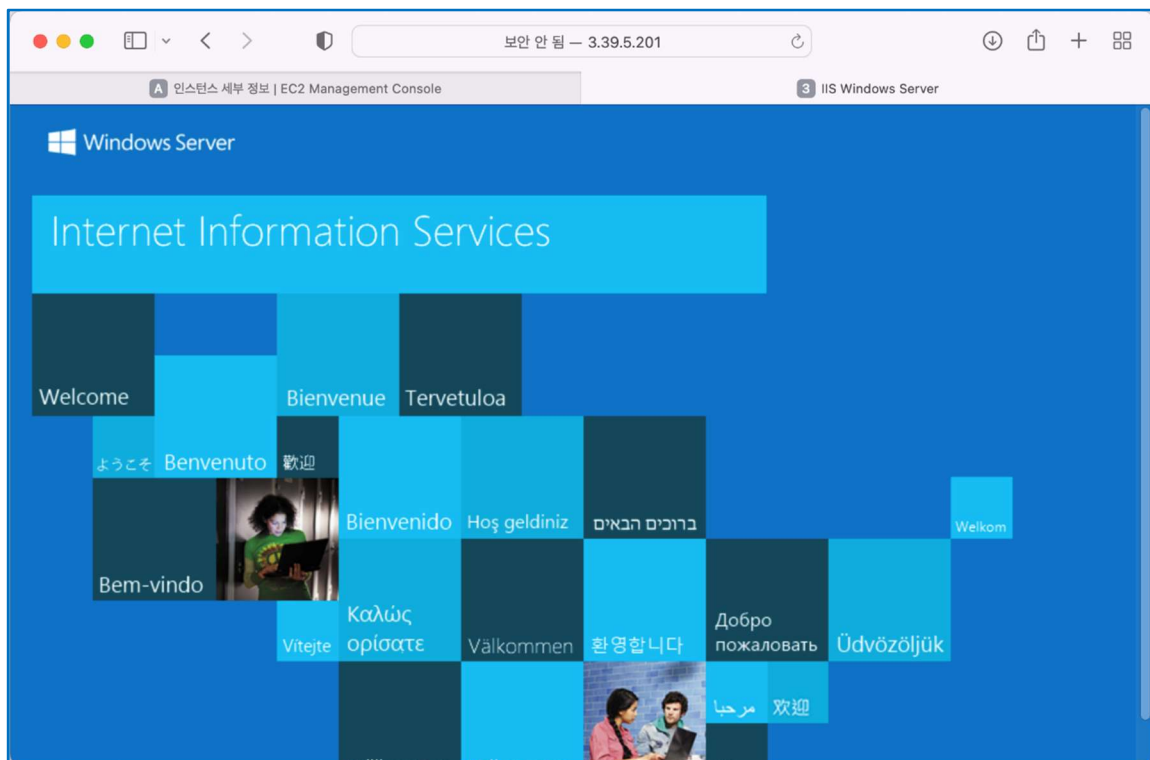 보안 안 됨 — 3.39.5.201
A 인스턴스 세부 정보 | EC2 Management Console
3 IIS Windows Server
Windows Server
Internet Information Services
Welcome
Bienvenue
Tervetuloa
ようこそ
Benvenuto
歡迎
Bienvenido
Hoş geldiniz
ברוכים הבאים
Welkom
Bem-vindo
Vítejte
Καλώς
ορίσατε
Välkommen
환영합니다
Добро
пожаловать
Üdvözöljük
مرحبا
欢迎